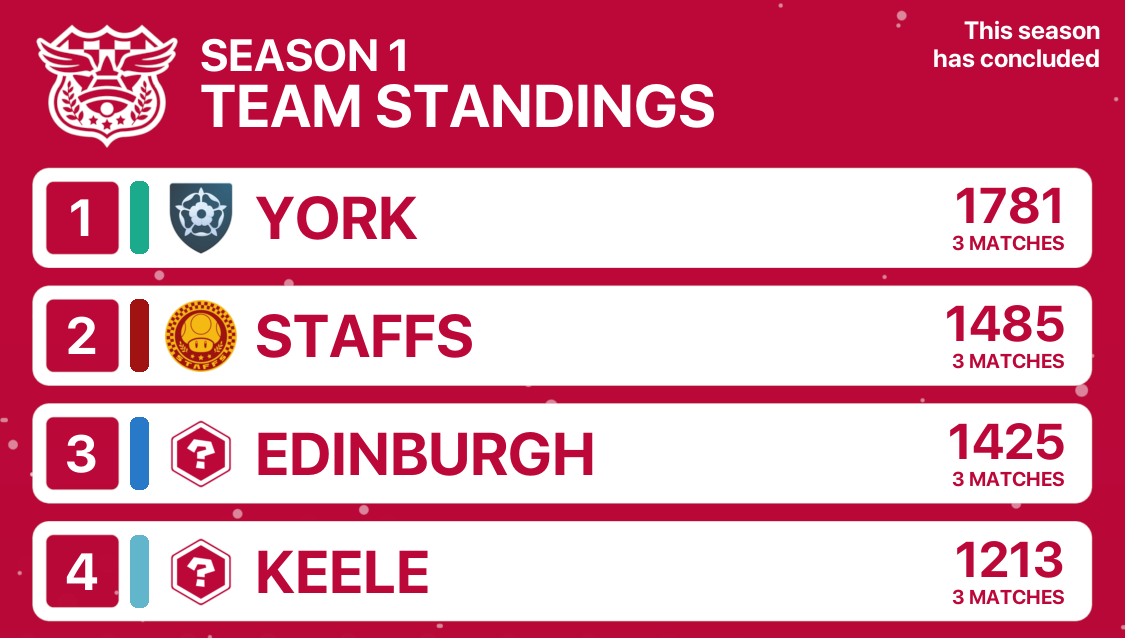 SEASON 1
TEAM STANDINGS
This season
has concluded
1
YORK
1781
3 MATCHES
2
STAFFS
STAFFS
1485
3 MATCHES
3
?
EDINBURGH
1425
3 MATCHES
4
?
KEELE
1213
3 MATCHES